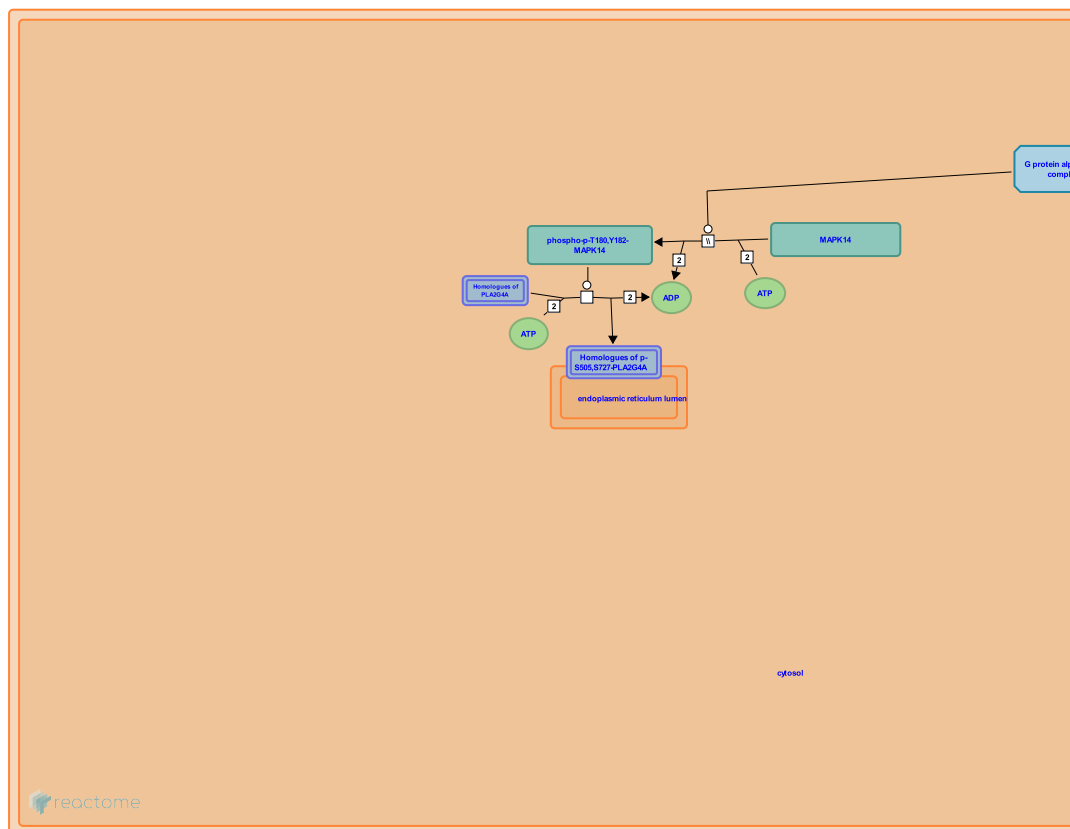 G protein al
compl
phospho-p-T180,Y182-
MAPK14
\\
MAPK14
2
2
Homologues of
PLA2G4A
2
2
ADP
ATP
ATP
Homologues of p-
S505,S727-PLA2G4A
endoplasmic reticulum lumen
cytosol
reactome